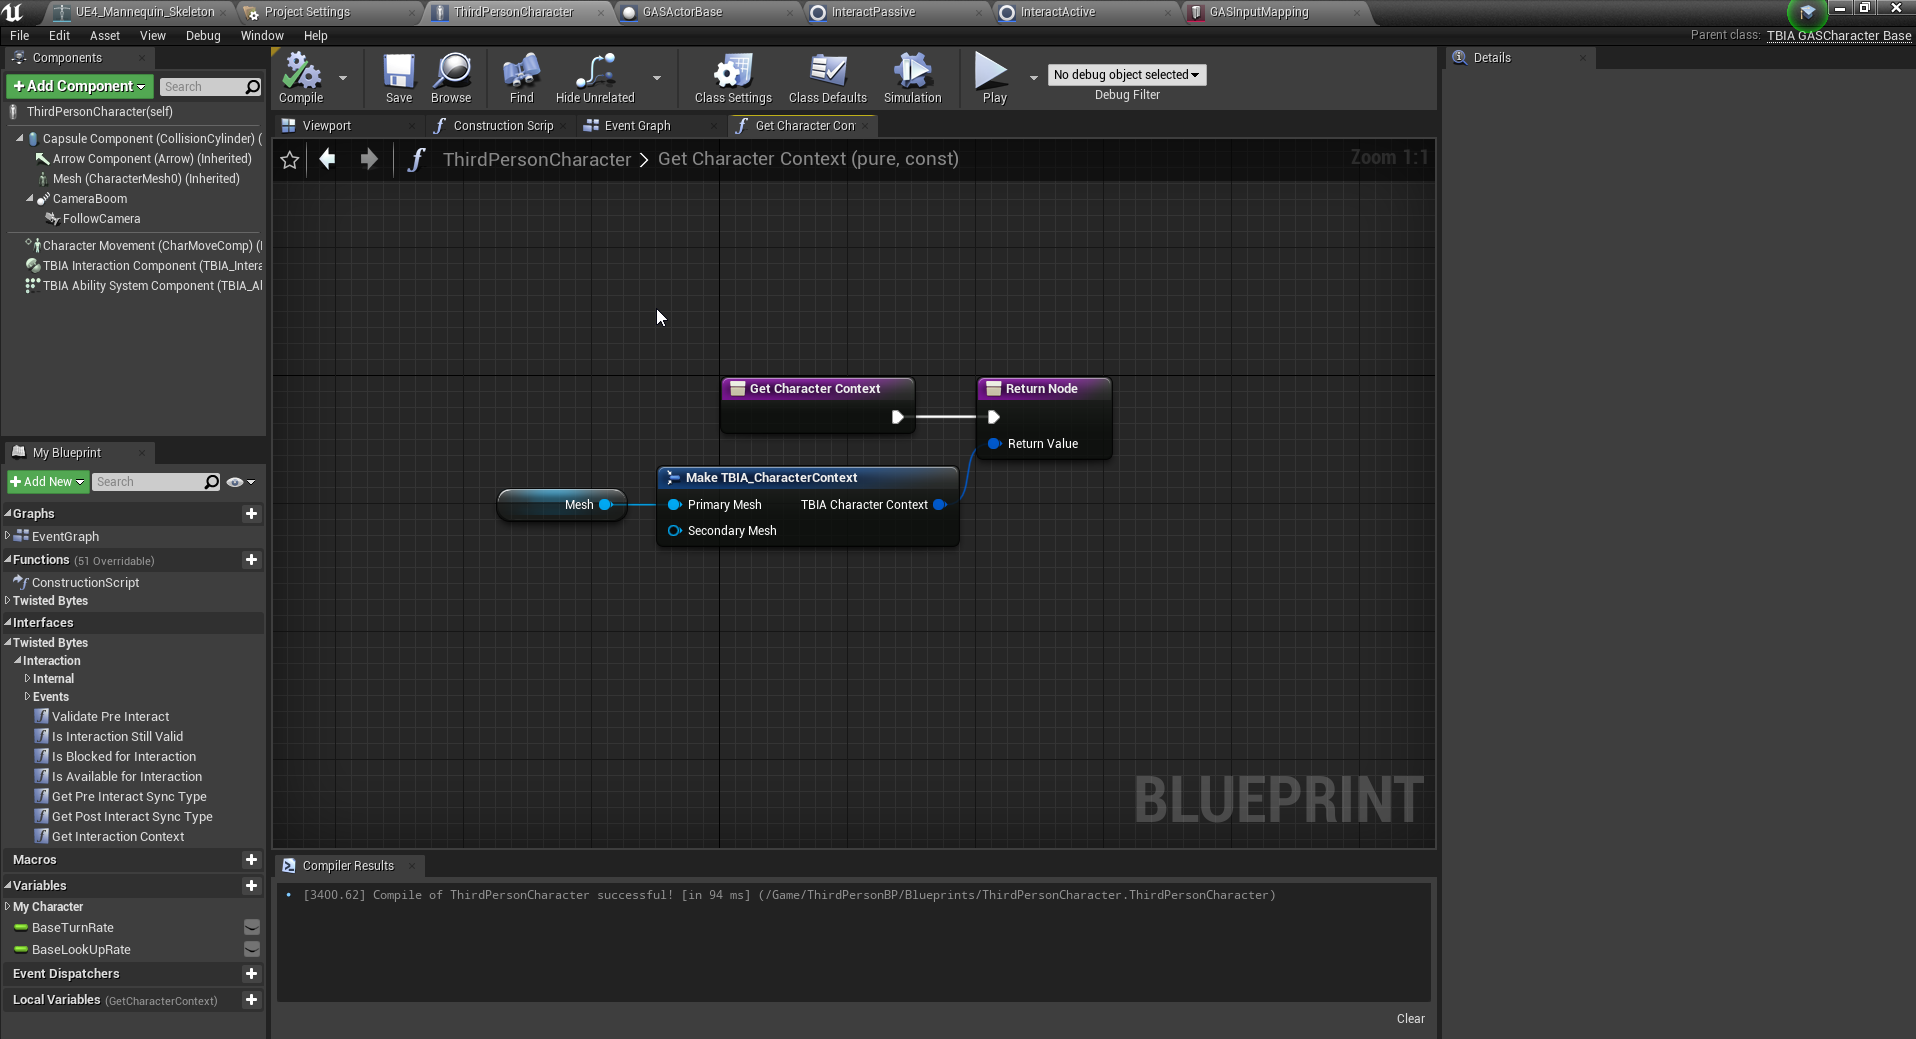 UE4_Mannequin_Skeleton
Project Settings
ThirdPersonCharacter
GASActorBase
InteractPassive
InteractActive
GASInputMapping
File Edit Asset View Debug Window Help
Parent class: TBIA GASCharacter Base
Components
+Add Component
Search
ThirdPersonCharacter(self)
Capsule Component (CollisionCylinder) (
Arrow Component (Arrow) (Inherited)
Mesh (CharacterMesh0) (Inherited)
CameraBoom
FollowCamera
Character Movement (CharMoveComp) (I
TBIA Interaction Component (TBIA_Intera
TBIA Ability System Component (TBIA_Al
My Blueprint
+Add New
Search
Graphs
EventGraph
Functions (51 Overridable)
ConstructionScript
Twisted Bytes
Interfaces
Twisted Bytes
Interaction
Internal
Events
Validate Pre Interact
Is Interaction Still Valid
Is Blocked for Interaction
Is Available for Interaction
Get Pre Interact Sync Type
Get Post Interact Sync Type
Get Interaction Context
Macros
Variables
My Character
BaseTurnRate
BaseLookUpRate
Event Dispatchers
Local Variables (GetCharacterContext)
Compile
Save
Browse
Find
Hide Unrelated
Class Settings
Class Defaults
Simulation
Play
No debug object selected
Debug Filter
Viewport
Construction Scrip
Event Graph
Get Character Con
ThirdPersonCharacter > Get Character Context (pure, const)
Zoom 1:1
Get Character Context
Return Node
Return Value
Make TBIA_CharacterContext
Mesh
Primary Mesh
TBIA Character Context
Secondary Mesh
BLUEPRINT
Compiler Results
[3400.62] Compile of ThirdPersonCharacter successful! [in 94 ms] (/Game/ThirdPersonBP/Blueprints/ThirdPersonCharacter.ThirdPersonCharacter)
Clear
Details